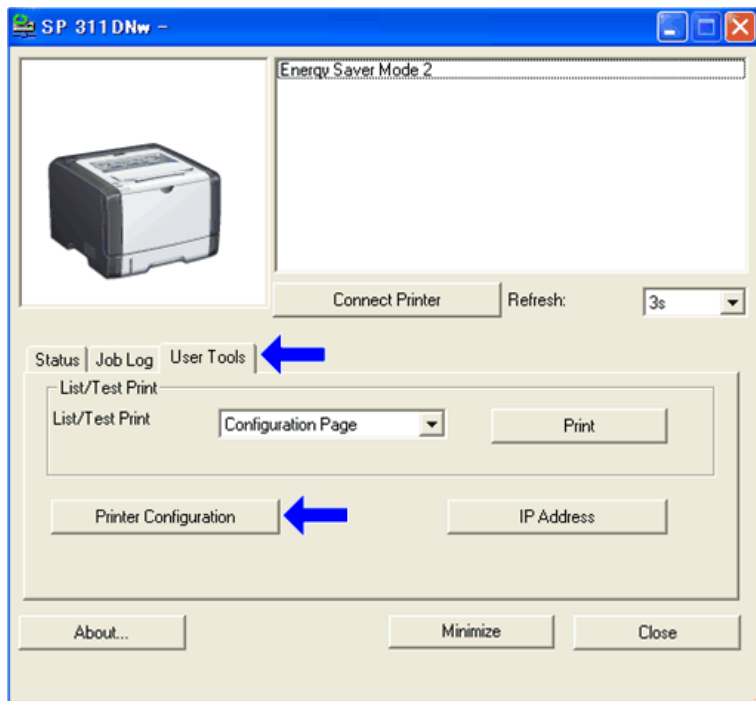 SP 311DNw -
Energy Saver Mode 2
Connect Printer Refresh: 3s
Status Job Log User Tools
List/Test Print
List/Test Print Configuration Page Print
Printer Configuration IP Address
About... Minimize Close